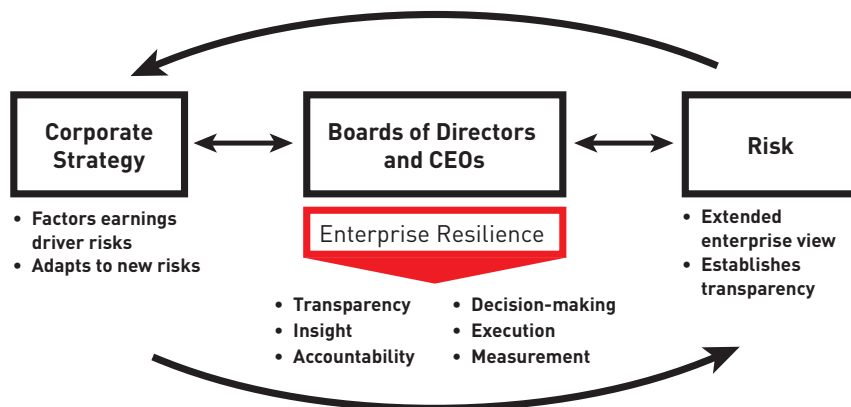 Corporate
Strategy
Boards of Directors
and CEOs
Risk
• Factors earnings
driver risks
• Adapts to new risks
Enterprise Resilience
• Transparency
• Insight
• Accountability
• Decision-making
• Execution
• Measurement
• Extended
enterprise view
• Establishes
transparency